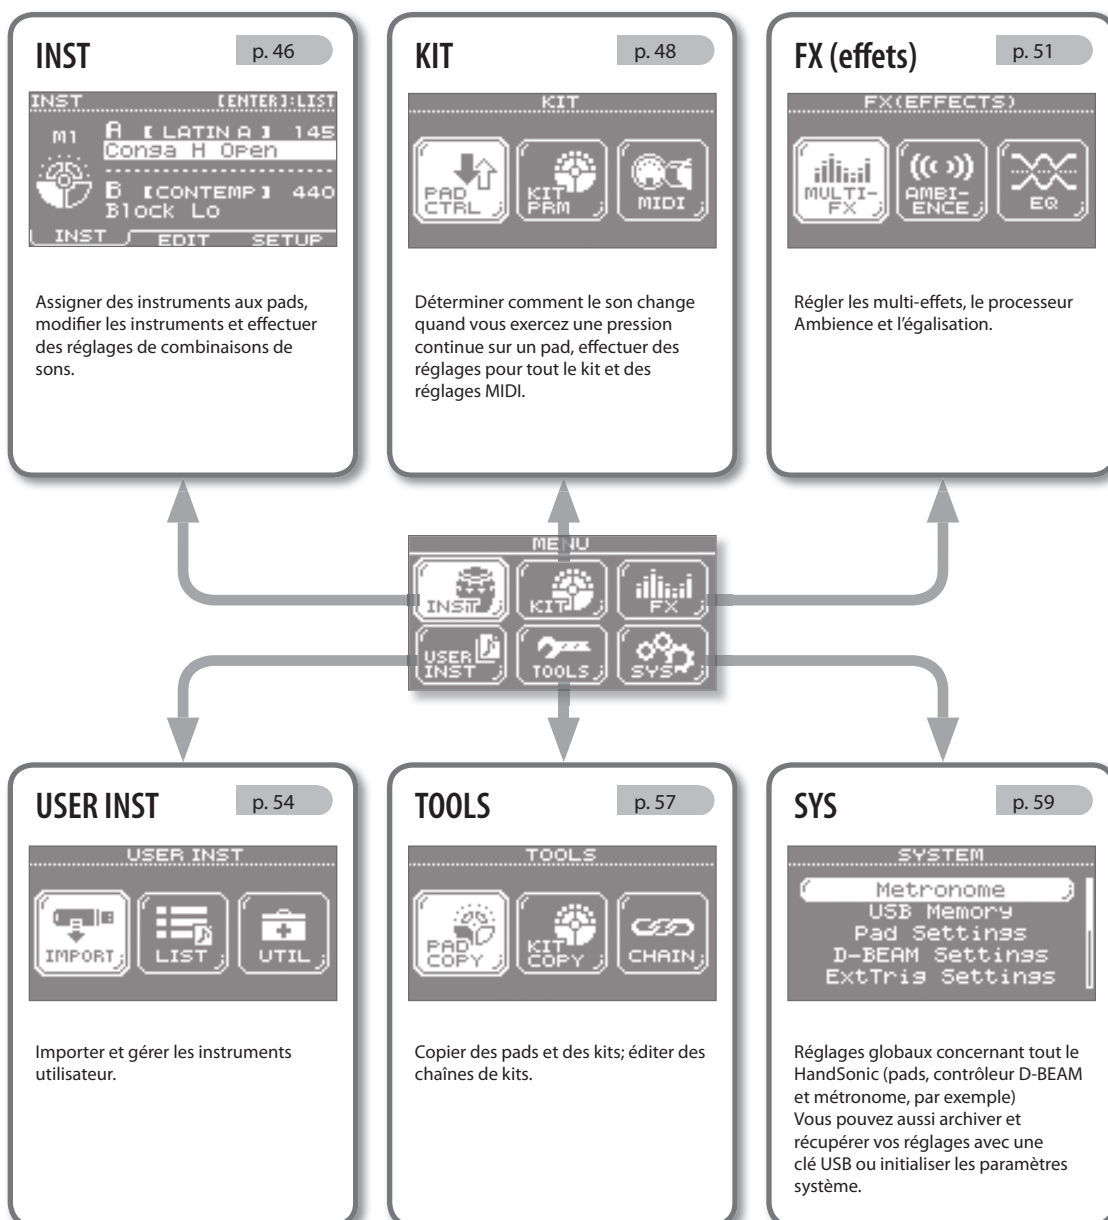 INST
p. 46
INST [ENTER]:LIST
M1
A [LATIN A] 145
Conga H Open
B [CONTEMP] 440
Block Lo
INST EDIT SETUP
Assigner des instruments aux pads,
modifier les instruments et effectuer
des réglages de combinaisons de
sons.
KIT
p. 48
KIT
PAD CTRL
KIT PRM
MIDI
Déterminer comment le son change
quand vous exercez une pression
continue sur un pad, effectuer des
réglages pour tout le kit et des
réglages MIDI.
FX (effets)
p. 51
FX(EFFECTS)
MULTI-FX
AMBI-ENCE
EQ
Régler les multi-effets, le processeur
Ambience et l'égalisation.
MENU
INST
KIT
FX
USER INST
TOOLS
SYS
USER INST
p. 54
USER INST
IMPORT
LIST
UTIL
Importer et gérer les instruments
utilisateur.
TOOLS
p. 57
TOOLS
PAD COPY
KIT COPY
CHAIN
Copier des pads et des kits; éditer des
chaînes de kits.
SYS
p. 59
SYSTEM
Metronome
USB Memory
Pad Settings
D-BEAM Settings
ExtTrig Settings
Réglages globaux concernant tout le
HandSonic (pads, contrôleur D-BEAM
et métronome, par exemple)
Vous pouvez aussi archiver et
récupérer vos réglages avec une
clé USB ou initialiser les paramètres
système.